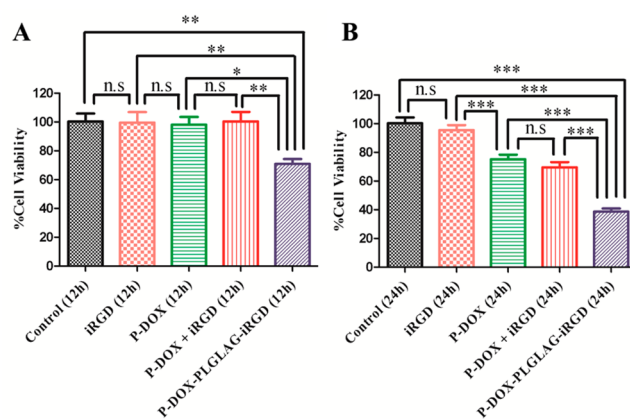 A
**
**
*
n.s
n.s
n.s
**
%Cell Viability
120
100
80
60
40
20
0
Control (12h)
iRGD (12h)
P-DOX (12h)
P-DOX + iRGD (12h)
P-DOX-PLGLAG-iRGD (12h)
B
***
***
***
n.s
***
n.s
***
%Cell Viability
120
100
80
60
40
20
0
Control (24h)
iRGD (24h)
P-DOX (24h)
P-DOX + iRGD (24h)
P-DOX-PLGLAG-iRGD (24h)